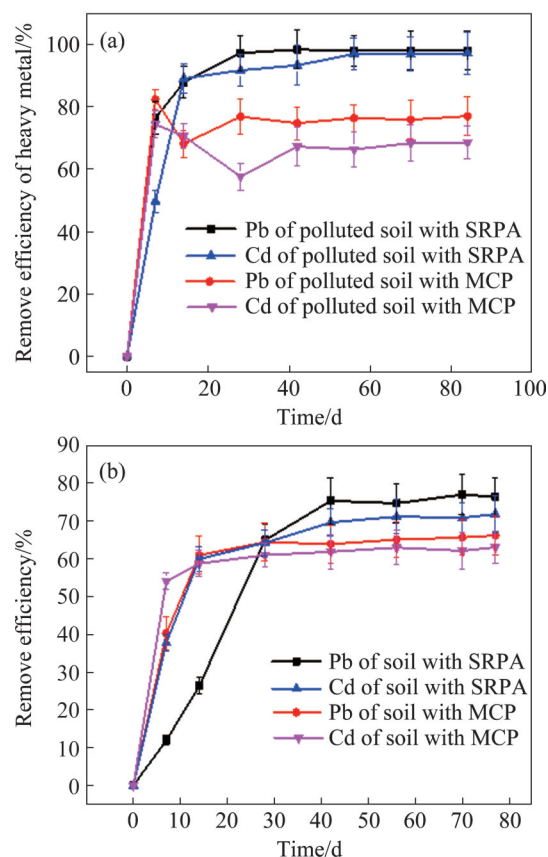 (a)
Remove efficiency of heavy metal/%
100
80
60
40
20
0
Pb of polluted soil with SRPA
Cd of polluted soil with SRPA
Pb of polluted soil with MCP
Cd of polluted soil with MCP
0 20 40 60 80 100
Time/d
(b)
Remove efficiency/%
90
80
70
60
50
40
30
20
10
0
Pb of soil with SRPA
Cd of soil with SRPA
Pb of soil with MCP
Cd of soil with MCP
0 10 20 30 40 50 60 70 80
Time/d